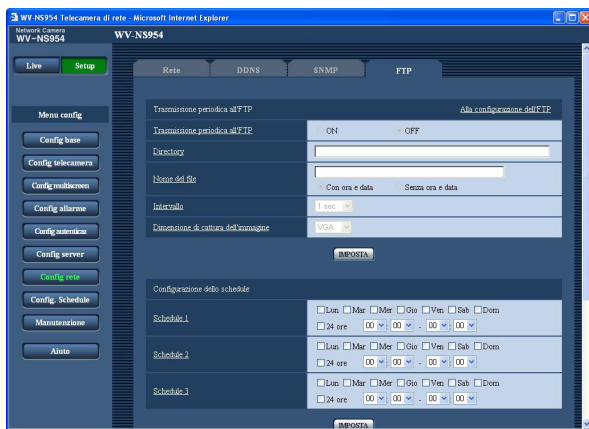 WV-NS954 Telecamera di rete - Microsoft Internet Explorer
Network Camera
WV-NS954
WV-NS954
Live Setup
Rete DDNS SNMP FTP
Menu config
Config base
Config telecamera
Config multiscreen
Config allarme
Config autenticaz
Config server
Config rete
Config. Schedule
Manutenzione
Aiuto
Trasmissione periodica all'FTP Alla configurazione dell'FTP
Trasmissione periodica all'FTP ON OFF
Directory
Nome del file
Con ora e data Senza ora e data
Intervallo 1 sec
Dimensione di cattura dell'immagine VGA
IMPOSTA
Configurazione dello schedule
Schedule 1
Lun Mar Mer Gio Ven Sab Dom
24 ore 00 : 00 - 00 : 00
Schedule 2
Lun Mar Mer Gio Ven Sab Dom
24 ore 00 : 00 - 00 : 00
Schedule 3
Lun Mar Mer Gio Ven Sab Dom
24 ore 00 : 00 - 00 : 00
IMPOSTA